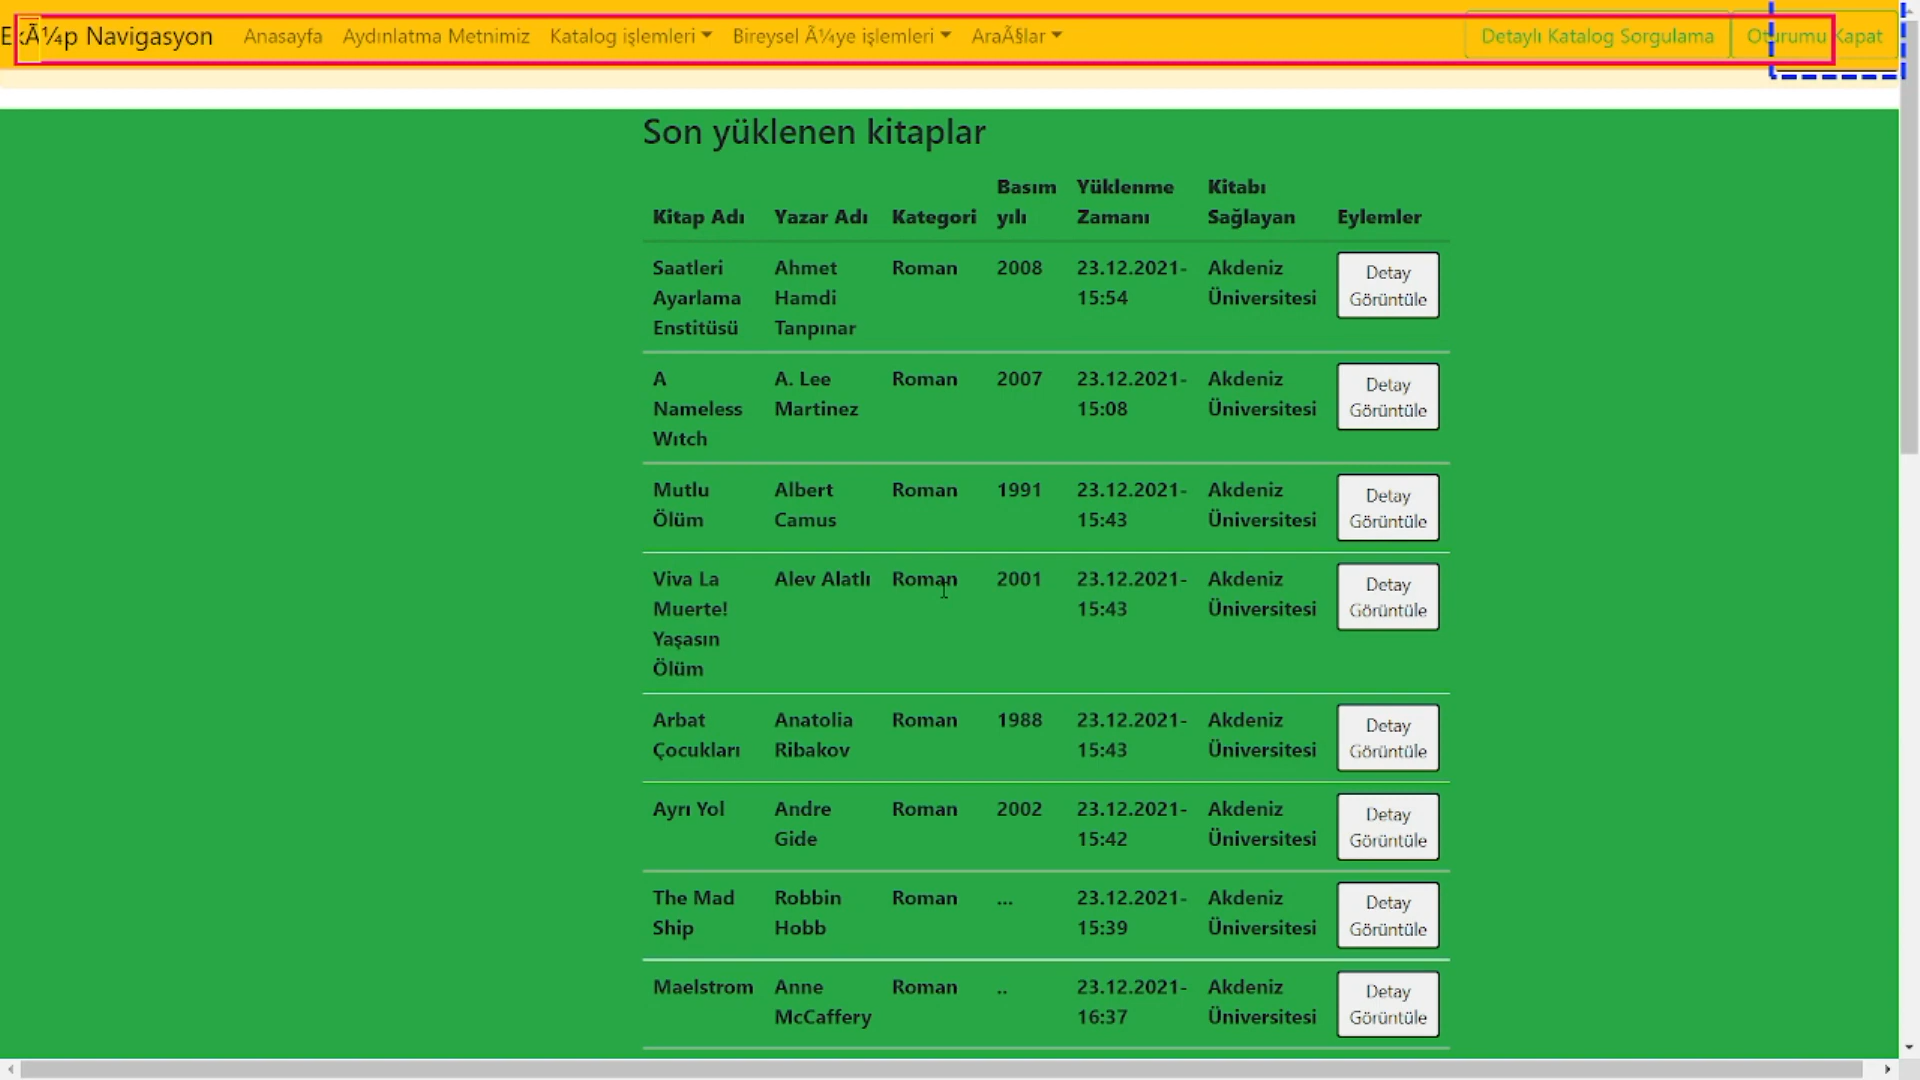 EkÃ¼p Navigasyon Anasayfa Aydınlatma Metnimiz Katalog işlemleri Bireysel Ã¼ye işlemleri AraÃ§lar Detaylı Katalog Sorgulama Oturumu Kapat
Son yüklenen kitaplar
Kitap Adı Yazar Adı Kategori Basım yılı Yüklenme Zamanı Kitabı Sağlayan Eylemler
Saatleri Ahmet Roman 2008 23.12.2021- Akdeniz Detay
Ayarlama Hamdi 15:54 Üniversitesi Görüntüle
Enstitüsü Tanpınar
A A. Lee Roman 2007 23.12.2021- Akdeniz Detay
Nameless Martinez 15:08 Üniversitesi Görüntüle
Wıtch
Mutlu Albert Roman 1991 23.12.2021- Akdeniz Detay
Ölüm Camus 15:43 Üniversitesi Görüntüle
Viva La Alev Alatlı Roman 2001 23.12.2021- Akdeniz Detay
Muerte! 15:43 Üniversitesi Görüntüle
Yaşasın
Ölüm
Arbat Anatolia Roman 1988 23.12.2021- Akdeniz Detay
Çocukları Ribakov 15:43 Üniversitesi Görüntüle
Ayrı Yol Andre Roman 2002 23.12.2021- Akdeniz Detay
Gide 15:42 Üniversitesi Görüntüle
The Mad Robbin Roman ... 23.12.2021- Akdeniz Detay
Ship Hobb 15:39 Üniversitesi Görüntüle
Maelstrom Anne Roman .. 23.12.2021- Akdeniz Detay
McCaffery 16:37 Üniversitesi Görüntüle